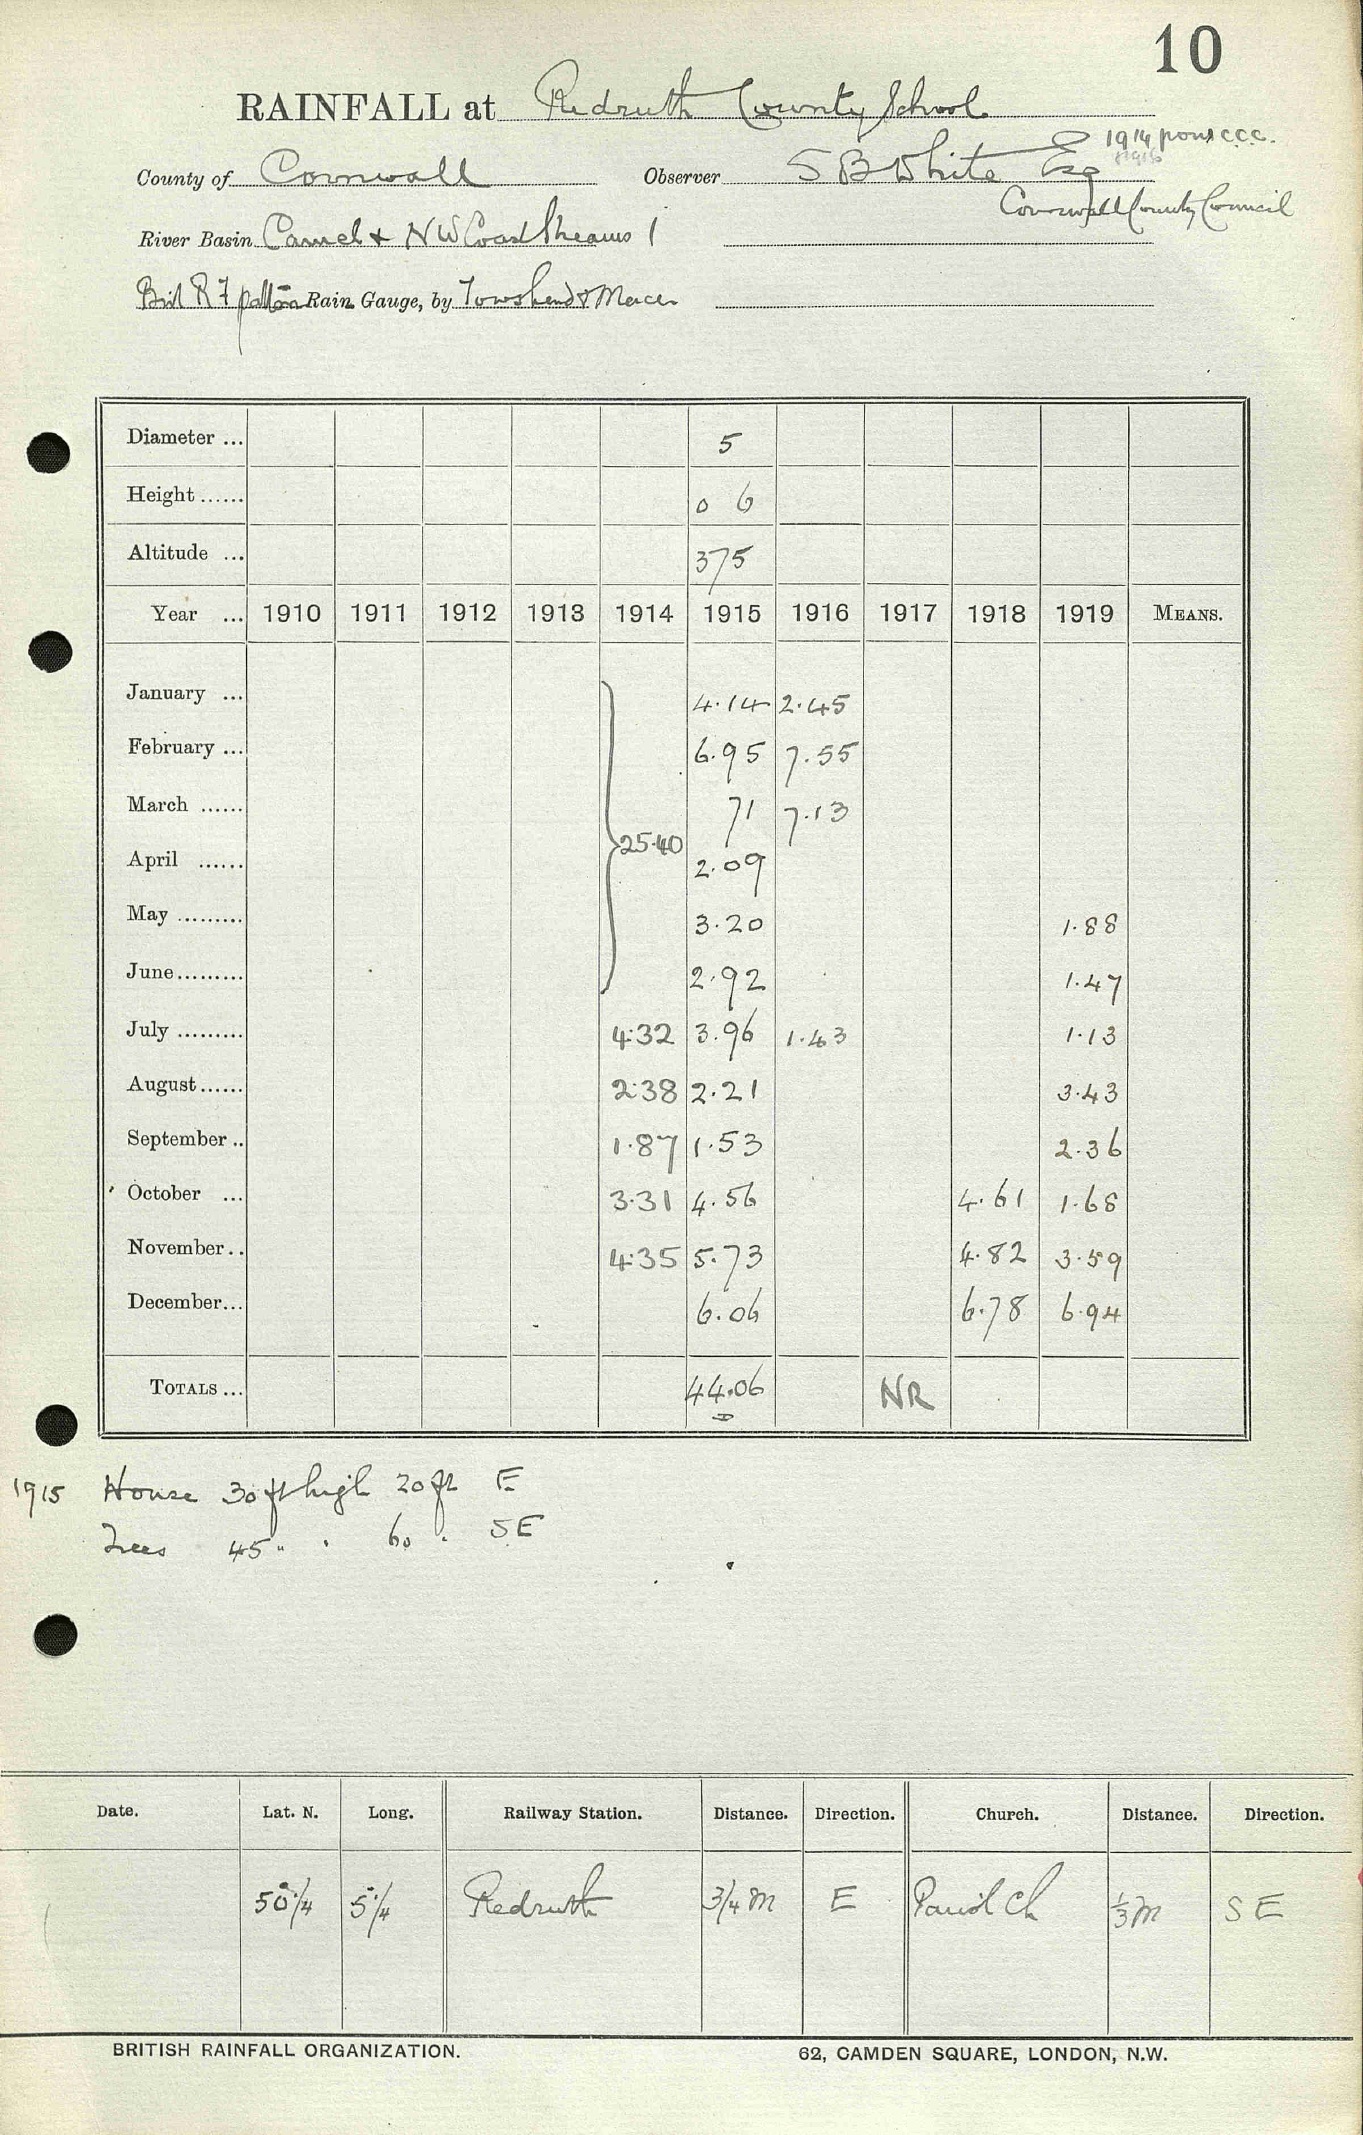 10
RAINFALL at Redruth County School
1914 from C.C.C.
County of Cornwall Observer S B White Esq
Cornwall County Council
River Basin Camel & NW Coast Streams 1
Rain Gauge, by Townshend & Mercer
Diameter ... 5
Height ...... 0 6
Altitude ... 375
Year ... 1910 1911 1912 1913 1914 1915 1916 1917 1918 1919 MEANS.
January ... 4.14 2.45
February ... 6.95 7.55
March ...... 71 7.13
25.40
April ...... 2.09
May ......... 3.20 1.88
June ......... 2.92 1.47
July ......... 4.32 3.96 1.43 1.13
August ...... 2.38 2.21 3.43
September .. 1.87 1.53 2.36
October ... 3.31 4.56 4.61 1.68
November .. 4.35 5.73 4.82 3.59
December ... 6.06 6.78 6.94
TOTALS ... 44.06 NR
1915 House 30 ft high 20 ft E
Trees 45 " " 60 " SE
Date. Lat. N. Long. Railway Station. Distance. Direction. Church. Distance. Direction.
50°1/4 5°1/4 Redruth 3/4 M E Parish Ch 1/3 M SE
BRITISH RAINFALL ORGANIZATION. 62, CAMDEN SQUARE, LONDON, N.W.